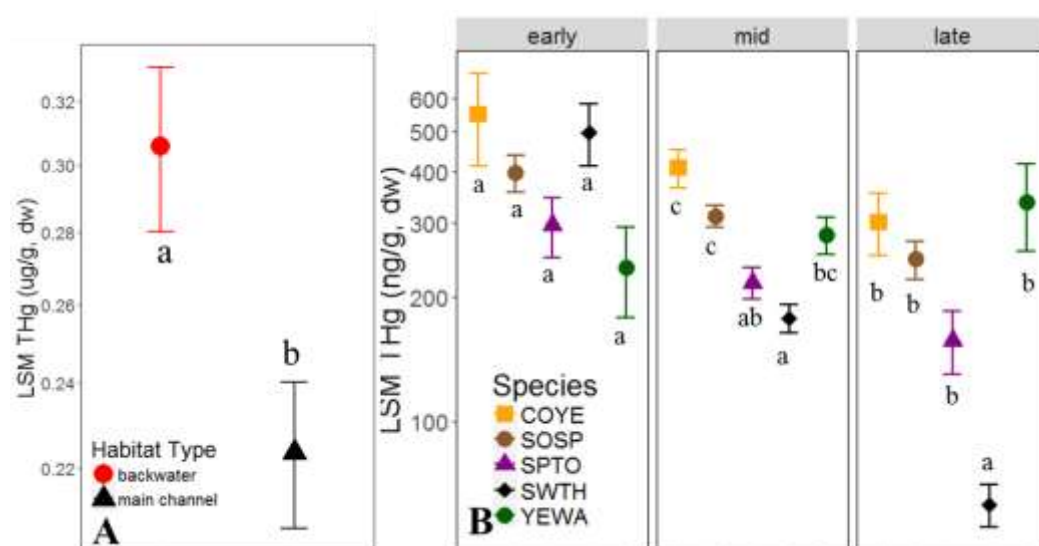 LSM THg (ug/g, dw)
0.32
0.30
0.28
0.26
0.24
0.22
a
b
Habitat Type
backwater
main channel
A
LSM THg (ng/g, dw)
600
500
400
300
200
100
early
mid
late
a
a
a
a
a
c
c
ab
a
bc
b
b
b
a
b
Species
COYE
SOSP
SPTO
SWTH
YEWA
B